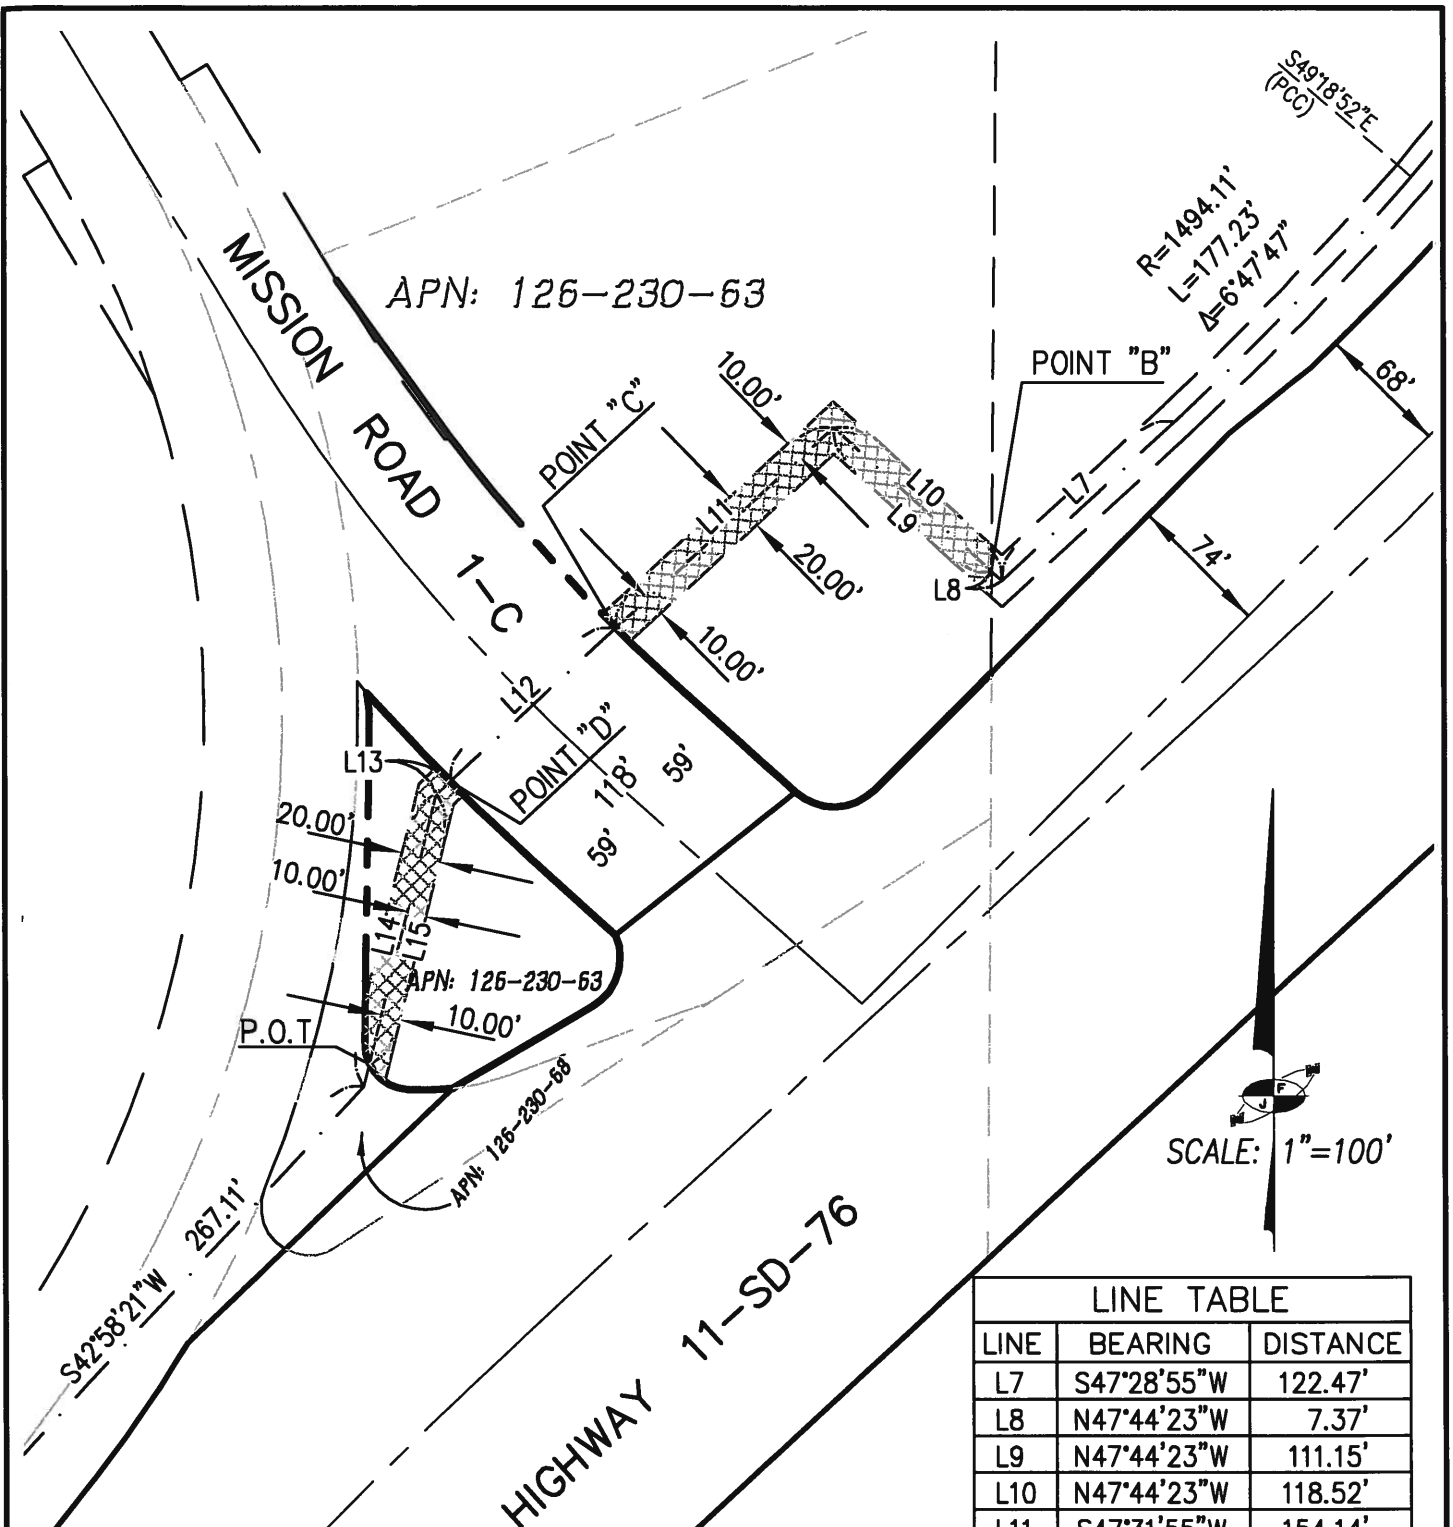 S49°18'52"E
(PCC)
R=1494.11'
L=177.23'
Δ=6°47'47"
MISSION ROAD 1-C
APN: 126-230-63
POINT "B"
68'
10.00'
POINT "C"
L10
L7
L11
L9
74'
20.00'
L8
10.00'
L12
POINT "D"
L13
59'
118'
59'
20.00'
10.00'
L14
L15
APN: 126-230-63
10.00'
P.O.T
APN: 126-230-68
F
J
SCALE: 1"=100'
267.11'
S42°58'21"W
HIGHWAY 11-SD-76
LINE TABLE
LINE BEARING DISTANCE
L7 S47°28'55"W 122.47'
L8 N47°44'23"W 7.37'
L9 N47°44'23"W 111.15'
L10 N47°44'23"W 118.52'